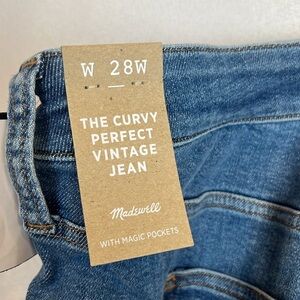 W 28W
THE CURVY
PERFECT
VINTAGE
JEAN
Madewell
WITH MAGIC POCKETS